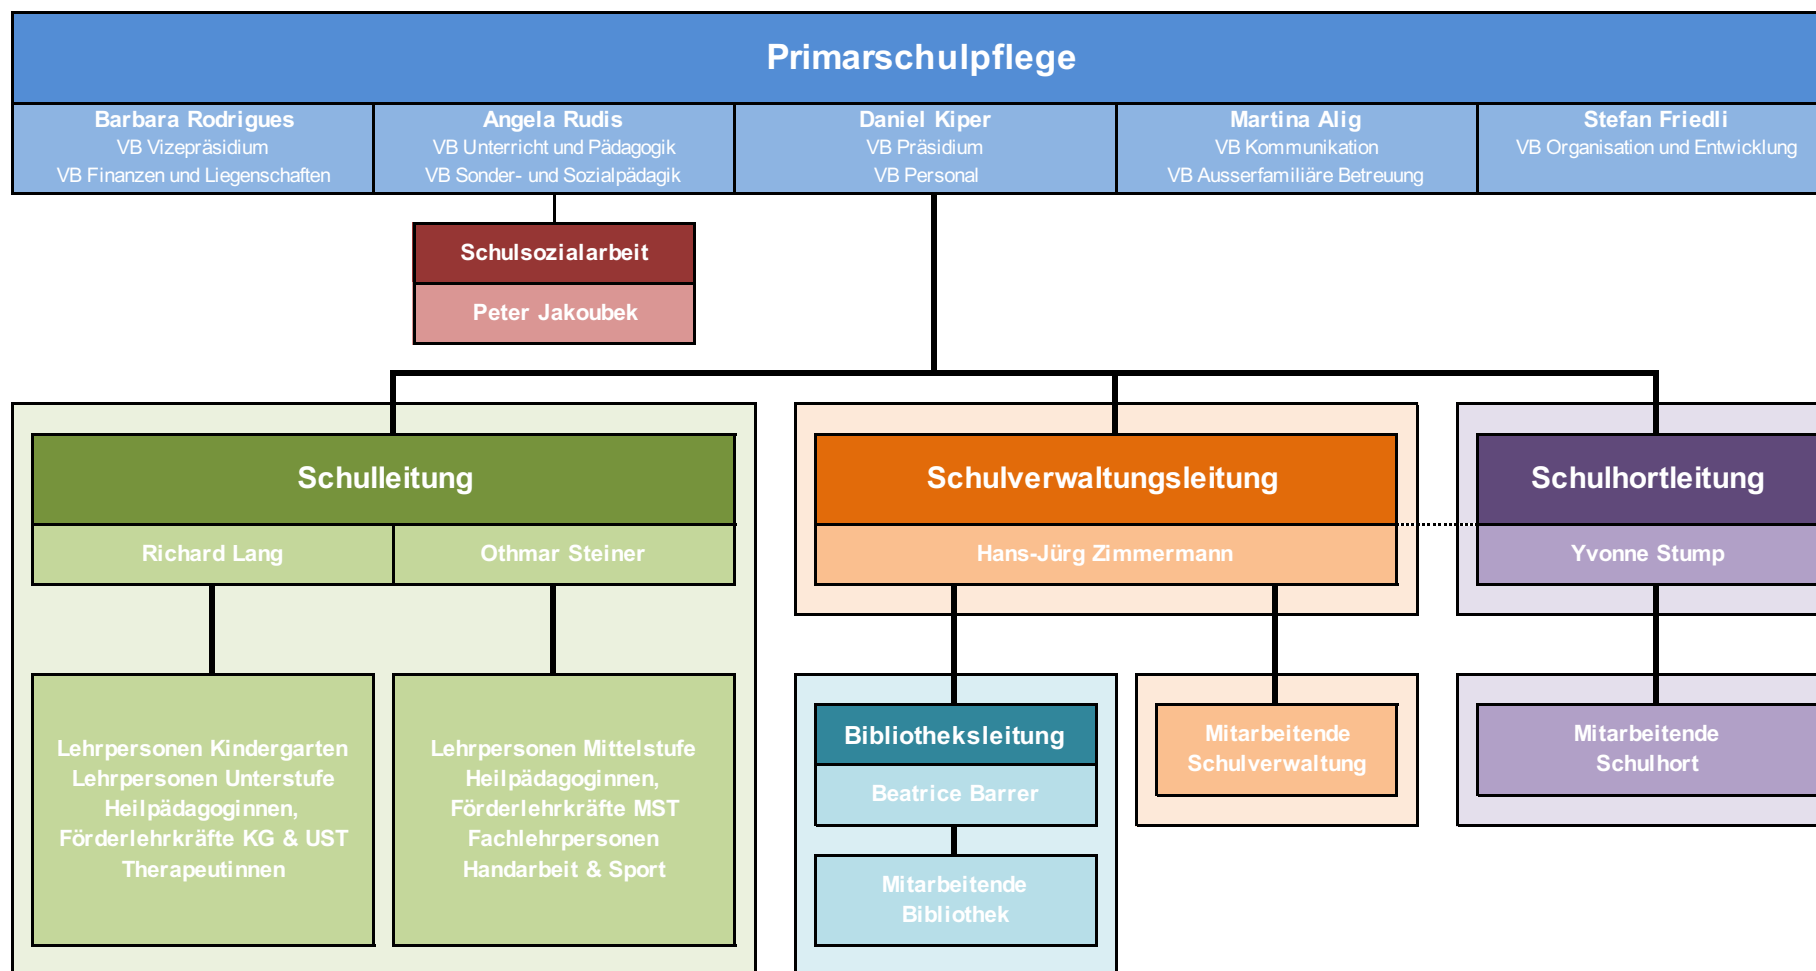 Primarschulpflege
Barbara Rodrigues
VB Vizepräsidium
VB Finanzen und Liegenschaften
Angela Rudis
VB Unterricht und Pädagogik
VB Sonder- und Sozialpädagik
Daniel Kiper
VB Präsidium
VB Personal
Martina Alig
VB Kommunikation
VB Ausserfamiliäre Betreuung
Stefan Friedli
VB Organisation und Entwicklung
Schulsozialarbeit
Peter Jakoubek
Schulleitung
Richard Lang
Othmar Steiner
Schulverwaltungsleitung
Hans-Jürg Zimmermann
Schulhortleitung
Yvonne Stump
Lehrpersonen Kindergarten
Lehrpersonen Unterstufe
Heilpädagoginnen,
Förderlehrkräfte KG & UST
Therapeutinnen
Lehrpersonen Mittelstufe
Heilpädagoginnen,
Förderlehrkräfte MST
Fachlehrpersonen
Handarbeit & Sport
Bibliotheksleitung
Beatrice Barrer
Mitarbeitende
Bibliothek
Mitarbeitende
Schulverwaltung
Mitarbeitende
Schulhort